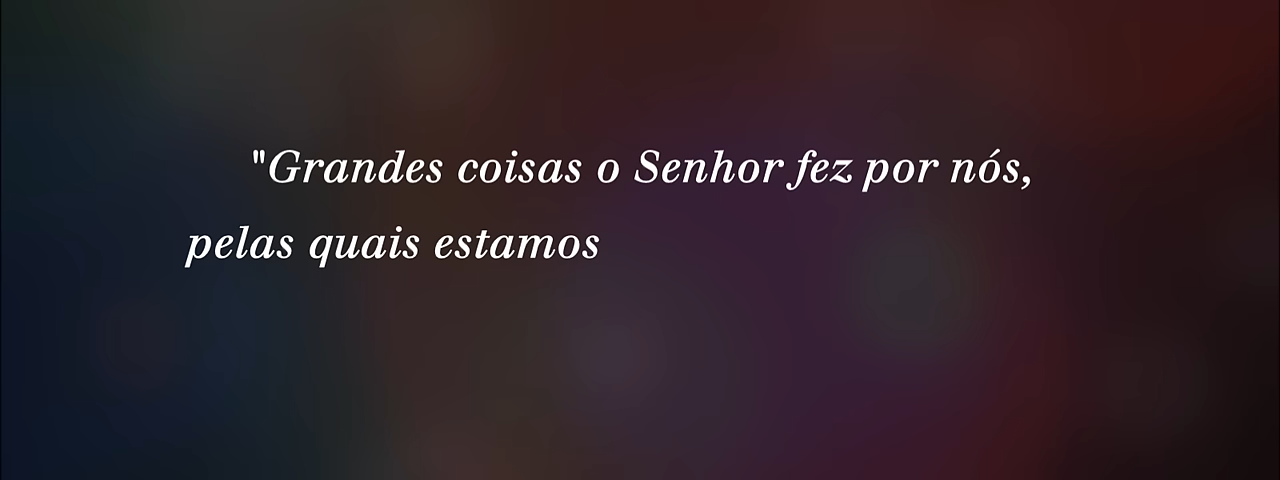 "Grandes coisas o Senhor fez por nós,
pelas quais estamos